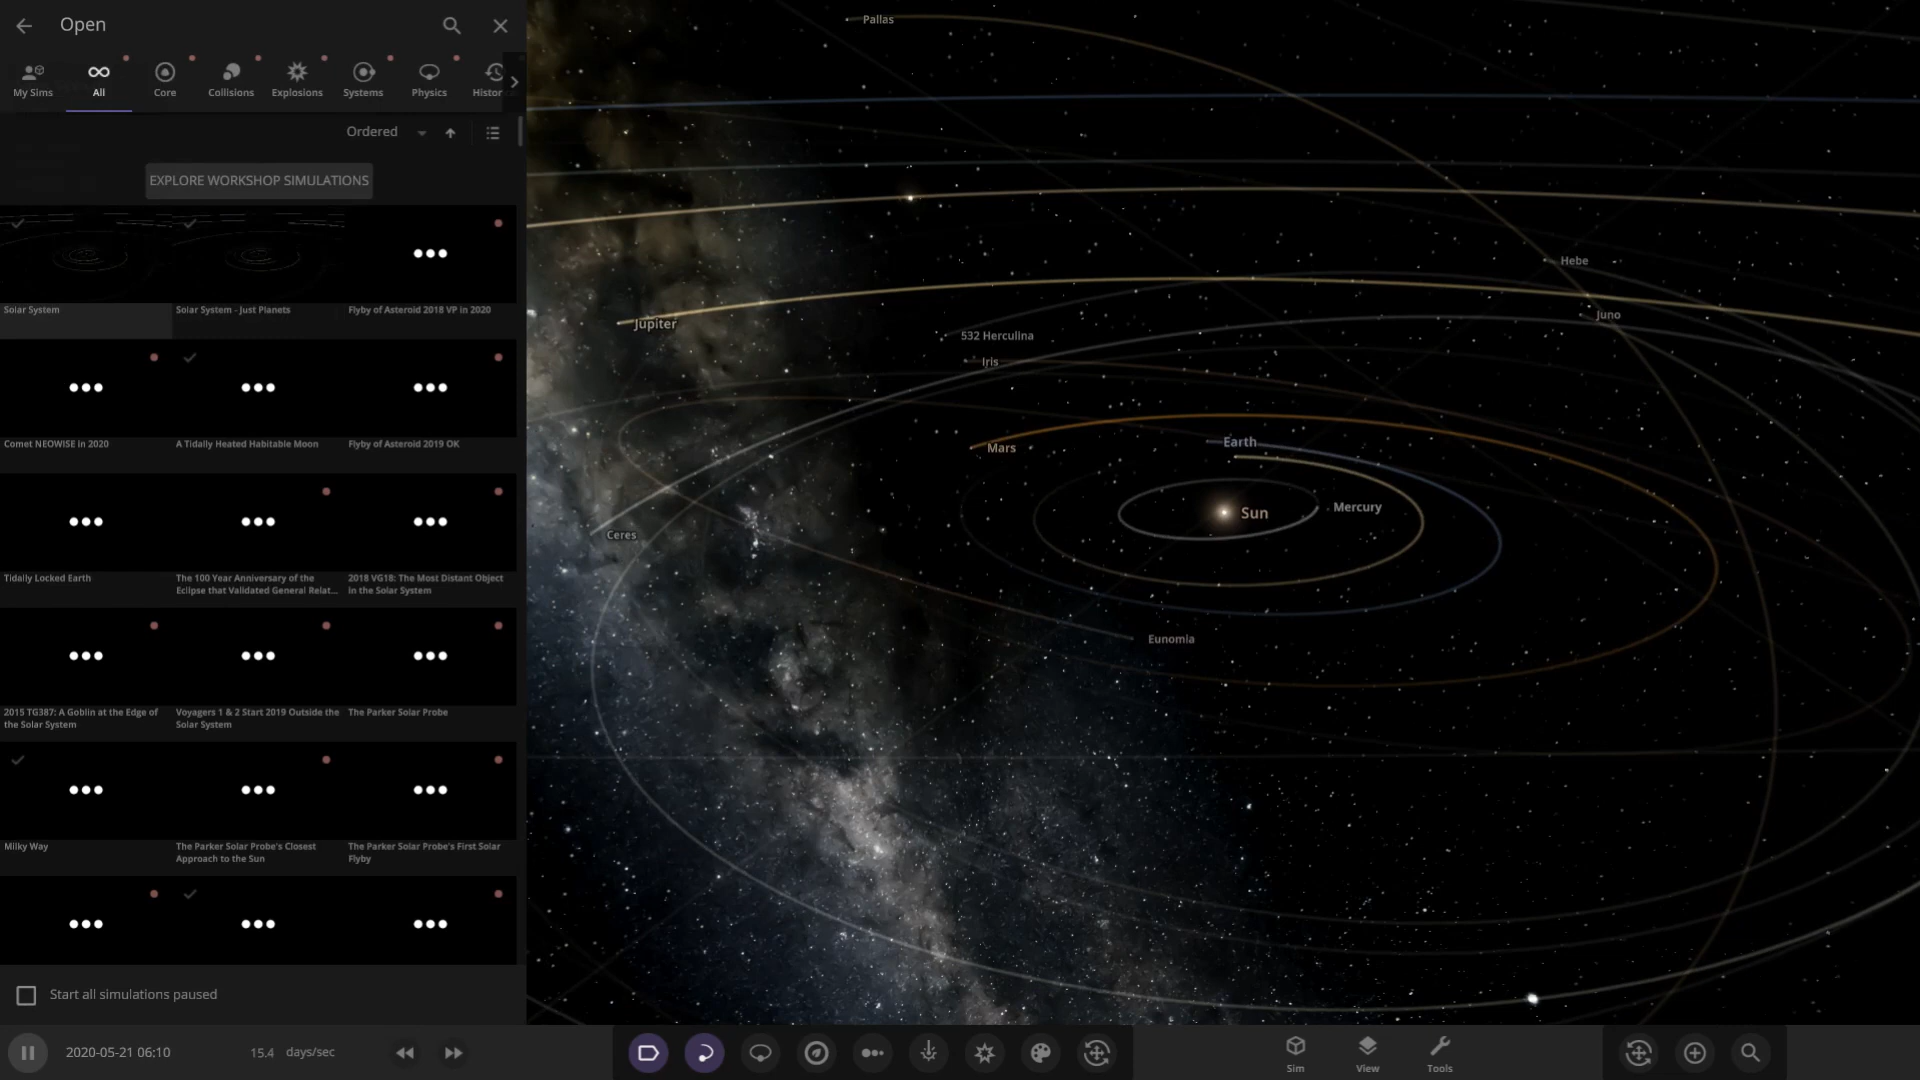 Open
My Sims
All
Core
Collisions
Explosions
Systems
Physics
Histor
Ordered
EXPLORE WORKSHOP SIMULATIONS
Solar System
Solar System - Just Planets
Flyby of Asteroid 2018 VP in 2020
Comet NEOWISE in 2020
A Tidally Heated Habitable Moon
Flyby of Asteroid 2019 OK
Tidally Locked Earth
The 100 Year Anniversary of the
Eclipse that Validated General Relat...
2018 VG18: The Most Distant Object
in the Solar System
2015 TG387: A Goblin at the Edge of
the Solar System
Voyagers 1 & 2 Start 2019 Outside the
Solar System
The Parker Solar Probe
Milky Way
The Parker Solar Probe's Closest
Approach to the Sun
The Parker Solar Probe's First Solar
Flyby
Start all simulations paused
Pallas
Hebe
Juno
Jupiter
532 Herculina
Iris
Mars
Earth
Sun
Mercury
Ceres
Eunomia
2020-05-21 06:10
15.4 days/sec
Sim
View
Tools